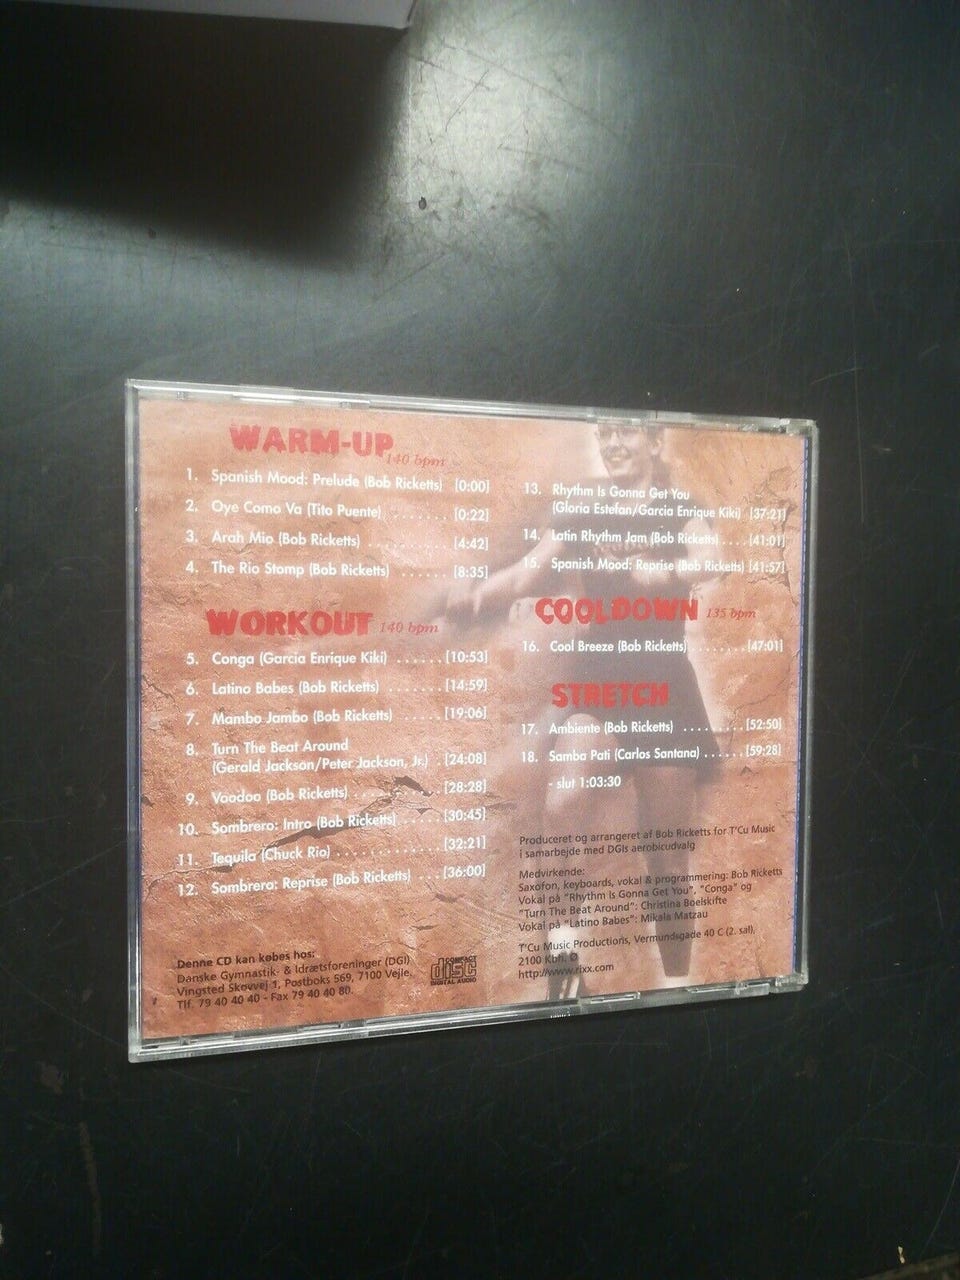 WARM-UP 140 bpm
1. Spanish Mood: Prelude (Bob Ricketts) [0:00]
2. Oye Como Va (Tito Puente) ........ [0:22]
3. Arah Mio (Bob Ricketts) ........... [4:42]
4. The Rio Stomp (Bob Ricketts) ...... [8:35]
WORKOUT 140 bpm
5. Conga (Garcia Enrique Kiki) ...... [10:53]
6. Latino Babes (Bob Ricketts) ....... [14:59]
7. Mambo Jambo (Bob Ricketts) ..... [19:06]
8. Turn The Beat Around
(Gerald Jackson/Peter Jackson, Jr.) . [24:08]
9. Voodoo (Bob Ricketts) ........... [28:28]
10. Sombrero: Intro (Bob Ricketts) ..... [30:45]
11. Tequila (Chuck Rio) ............. [32:21]
12. Sombrero: Reprise (Bob Ricketts) ... [36:00]
Denne CD kan købes hos:
Danske Gymnastik- & Idrætsforeninger (DGI)
Vingsted Skovvej 1, Postboks 569, 7100 Vejle.
Tlf. 79 40 40 40 - Fax 79 40 40 80.
COMPACT
disc
DIGITAL AUDIO
13. Rhythm Is Gonna Get You
(Gloria Estefan/Garcia Enrique Kiki) [37:21]
14. Latin Rhythm Jam (Bob Ricketts) .... [41:01]
15. Spanish Mood: Reprise (Bob Ricketts) [41:57]
COOLDOWN 135 bpm
16. Cool Breeze (Bob Ricketts) ........ [47:01]
STRETCH
17. Ambiente (Bob Ricketts) .......... [52:50]
18. Samba Pati (Carlos Santana) ...... [59:28]
- slut 1:03:30
Produceret og arrangeret af Bob Ricketts for T'Cu Music
i samarbejde med DGIs aerobicudvalg
Medvirkende:
Saxofon, keyboards, vokal & programmering: Bob Ricketts
Vokal på "Rhythm Is Gonna Get You", "Conga" og
"Turn The Beat Around": Christina Boelskifte
Vokal på "Latino Babes": Mikala Matzau
T'Cu Music Productions, Vermundsgade 40 C (2. sal),
2100 Kbh. Ø
http://www.rixx.com